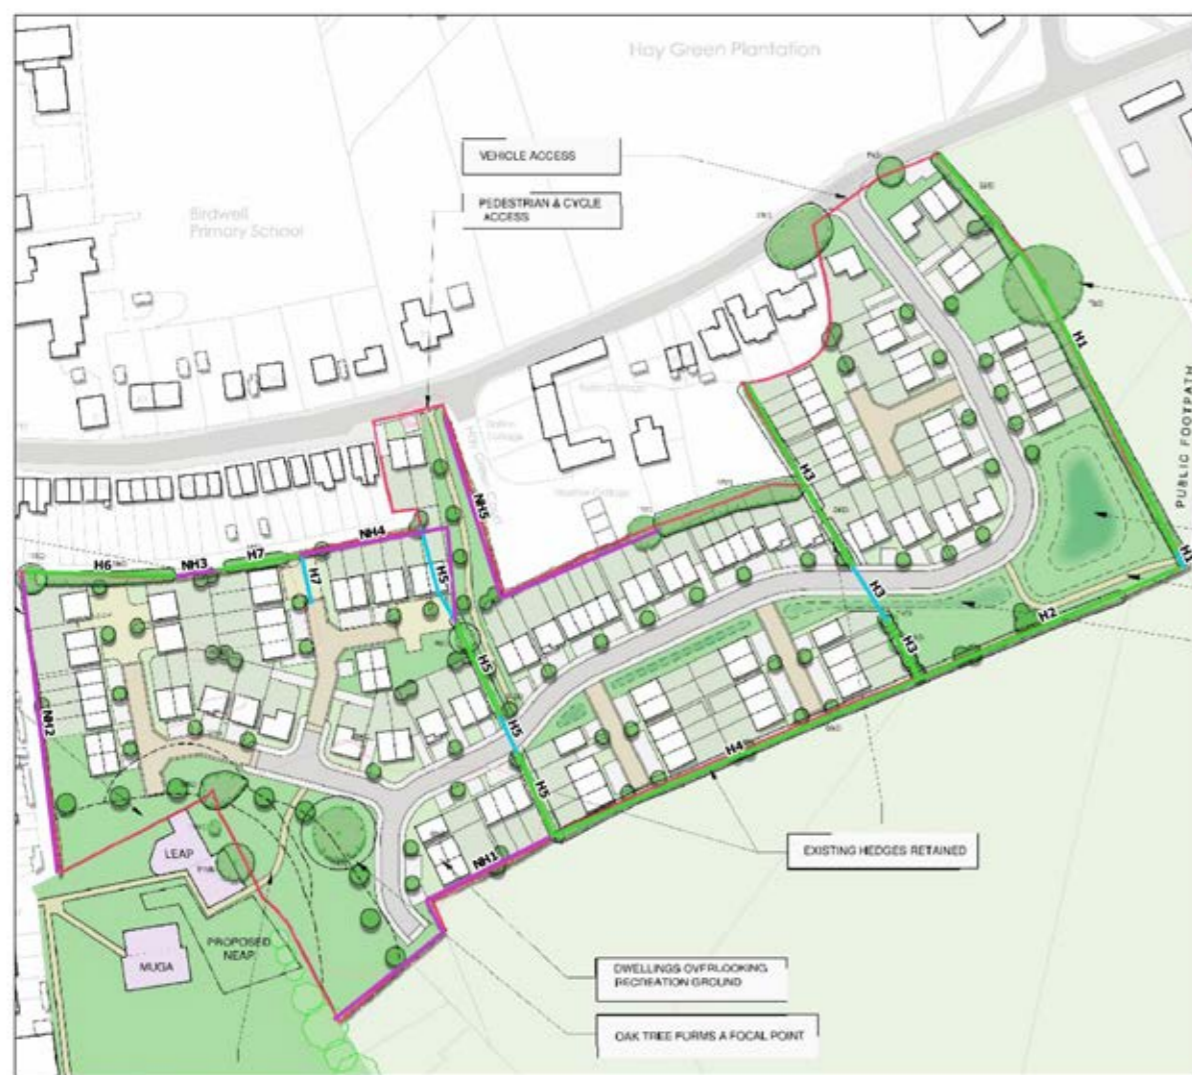 Hay Green Plantation
VEHICLE ACCESS
PEDESTRIAN & CYCLE
ACCESS
Birdwell
Primary School
H1
PUBLIC FOOTPATH
H3
NH5
NH4
H7
NH3
H6
H7
H5
H3
H1
H3
H2
H5
NH2
H5
H4
H5
NH1
LEAP
EXISTING HEDGES RETAINED
PROPOSED
NEAP
MUGA
DWELLINGS OVERLOOKING
RECREATION GROUND
OAK TREE FORMS A FOCAL POINT